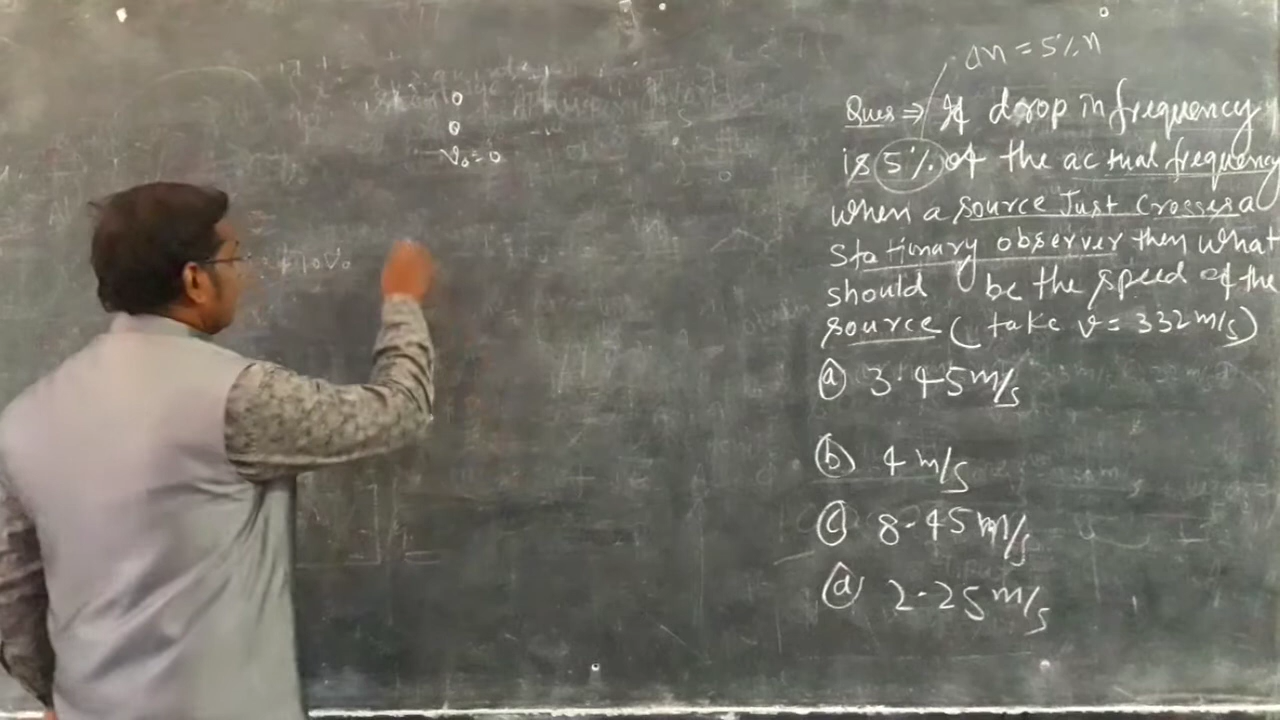 Δn = 5% n
Ques ⇒ If drop in frequency
is 5% of the actual frequency
when a source Just crosses a
stationary observer then what
should be the speed of the
source ( take v = 332 m/s )
(a) 3.45 m/s
(b) 4 m/s
(c) 8.45 m/s
(d) 2.25 m/s
O
v₀ = 0